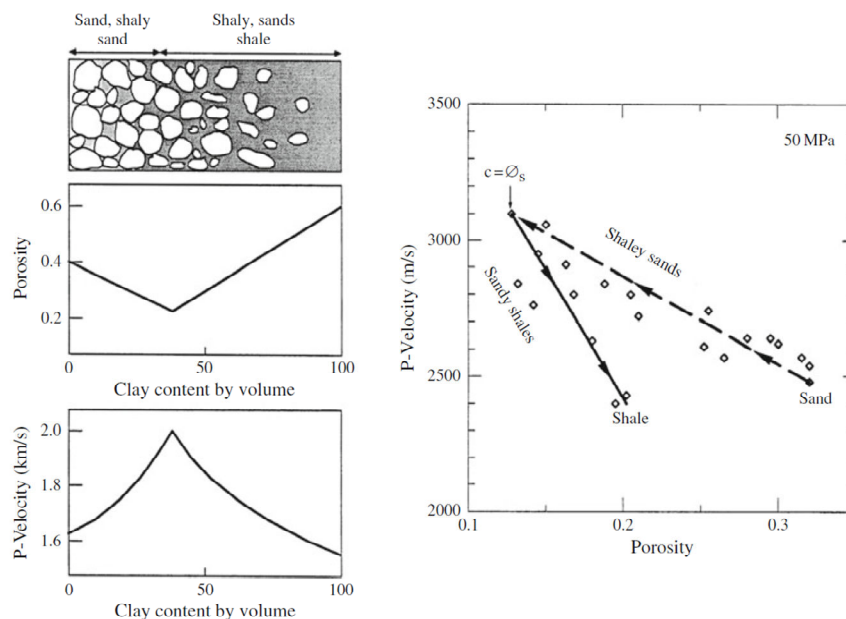 Sand, shaly
sand
Shaly, sands
shale
0.6
0.4
0.2
Porosity
0
50
100
Clay content by volume
2.0
1.8
1.6
P-Velocity (km/s)
0
50
100
Clay content by volume
3500
3000
2500
2000
P-Velocity (m/s)
50 MPa
c=∅s
Shaley sands
Sandy shales
Shale
Sand
0.1
0.2
0.3
Porosity